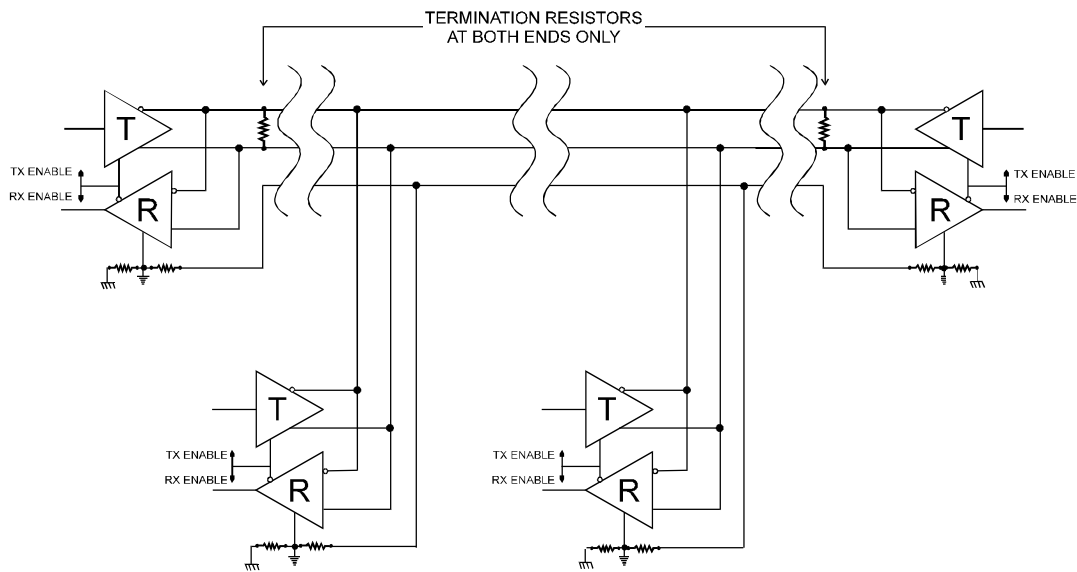 TERMINATION RESISTORS
AT BOTH ENDS ONLY
T
T
TX ENABLE
RX ENABLE
R
TX ENABLE
RX ENABLE
R
T
T
TX ENABLE
RX ENABLE
R
TX ENABLE
RX ENABLE
R